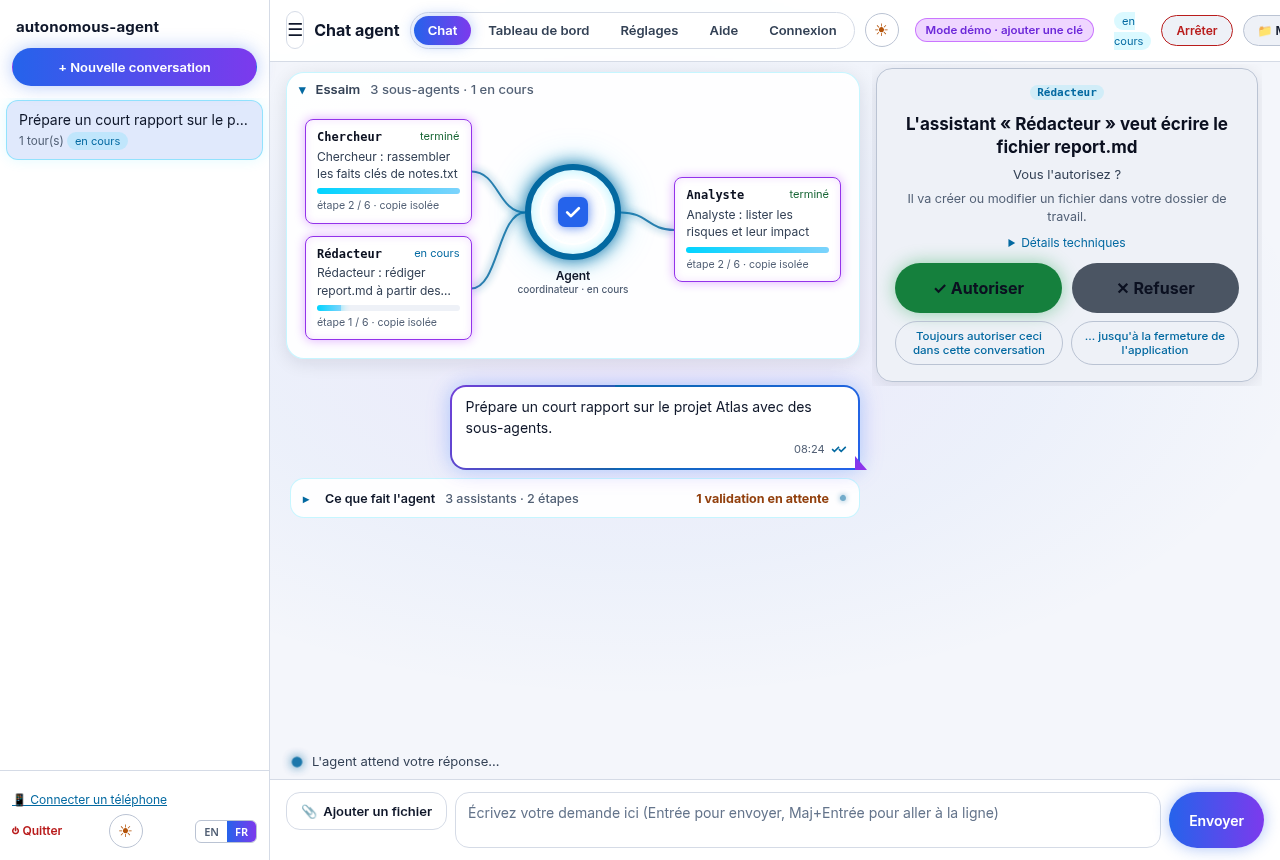 autonomous-agent
+ Nouvelle conversation
Prépare un court rapport sur le p...
1 tour(s) en cours
📱 Connecter un téléphone
Quitter
EN FR
☰ Chat agent Chat Tableau de bord Réglages Aide Connexion
Mode démo · ajouter une clé
en
cours
Arrêter
▼ Essaim 3 sous-agents · 1 en cours
Chercheur terminé
Chercheur : rassembler
les faits clés de notes.txt
étape 2 / 6 · copie isolée
Rédacteur en cours
Rédacteur : rédiger
report.md à partir des...
étape 1 / 6 · copie isolée
Agent
coordinateur · en cours
Analyste terminé
Analyste : lister les
risques et leur impact
étape 2 / 6 · copie isolée
Prépare un court rapport sur le projet Atlas avec des
sous-agents.
08:24
► Ce que fait l'agent 3 assistants · 2 étapes 1 validation en attente
Rédacteur
L'assistant « Rédacteur » veut écrire le
fichier report.md
Vous l'autorisez ?
Il va créer ou modifier un fichier dans votre dossier de
travail.
► Détails techniques
✓ Autoriser
✕ Refuser
Toujours autoriser ceci
dans cette conversation
... jusqu'à la fermeture de
l'application
L'agent attend votre réponse...
📎 Ajouter un fichier
Écrivez votre demande ici (Entrée pour envoyer, Maj+Entrée pour aller à la ligne)
Envoyer